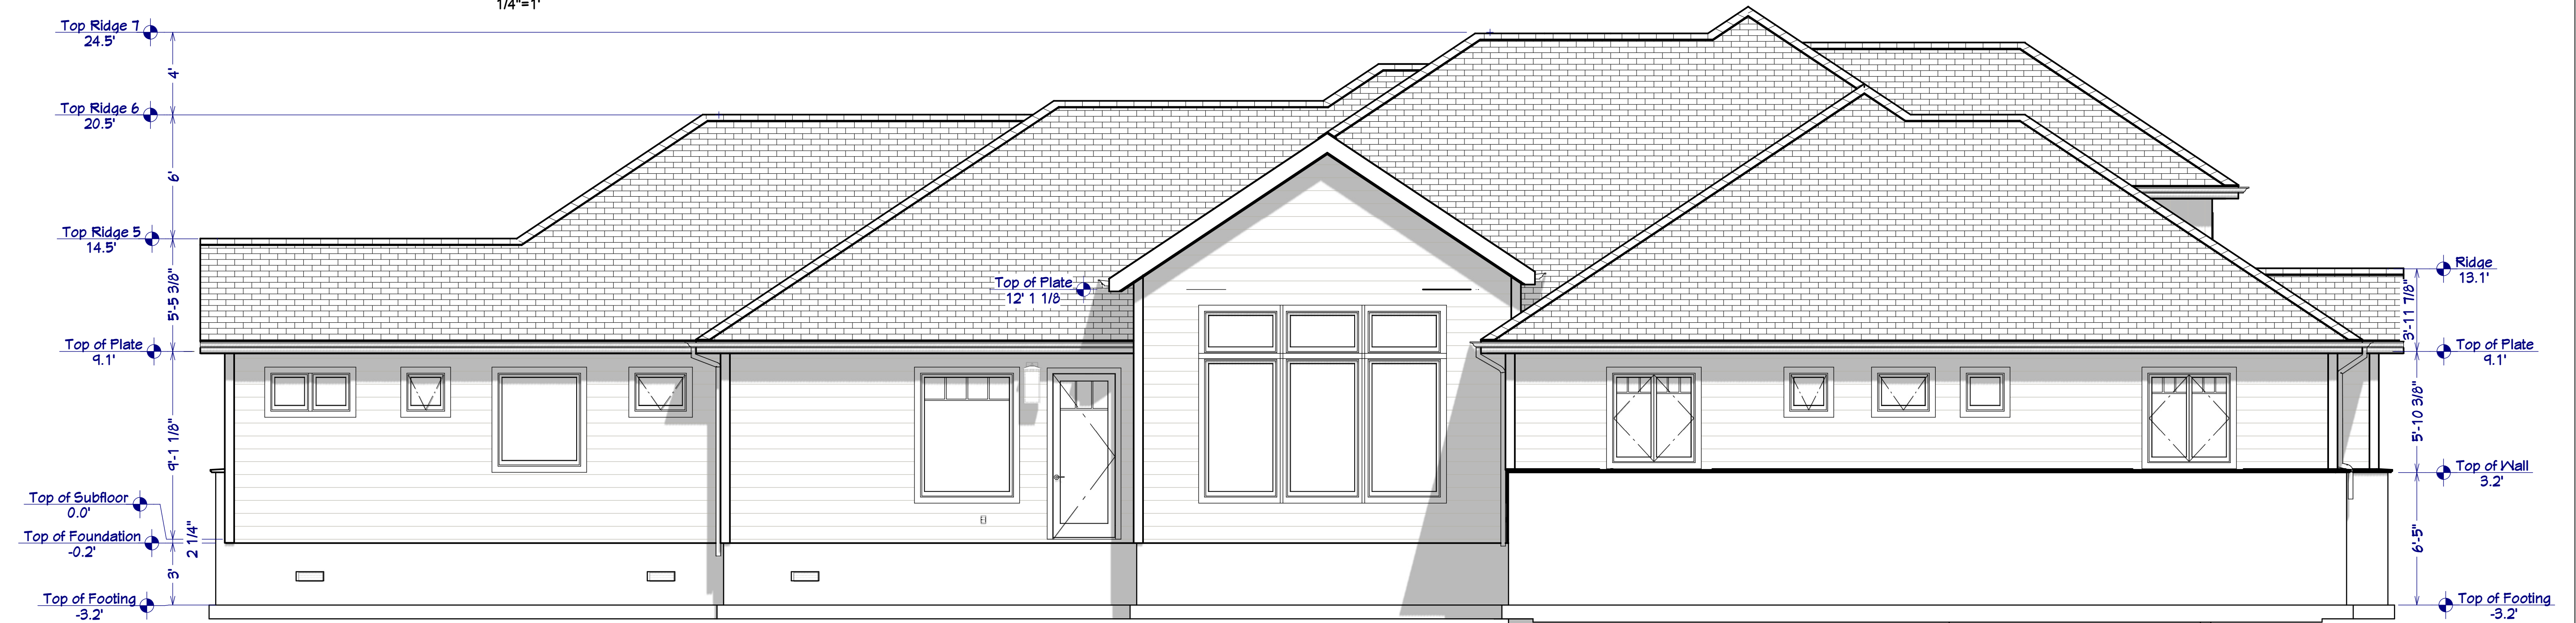 1/4"=1'
Top Ridge 7
24.5'
4'
Top Ridge 6
20.5'
6'
Top Ridge 5
14.5'
5'-5 3/8"
Top of Plate
9.1'
9'-1 1/8"
Top of Subfloor
0.0'
Top of Foundation
-0.2'
2 1/4"
3'
Top of Footing
-3.2'
Top of Plate
12' 1 1/8
Ridge
13.1'
3'-11 7/8"
Top of Plate
9.1'
5'-10 3/8"
Top of Wall
3.2'
6'-5"
Top of Footing
-3.2'